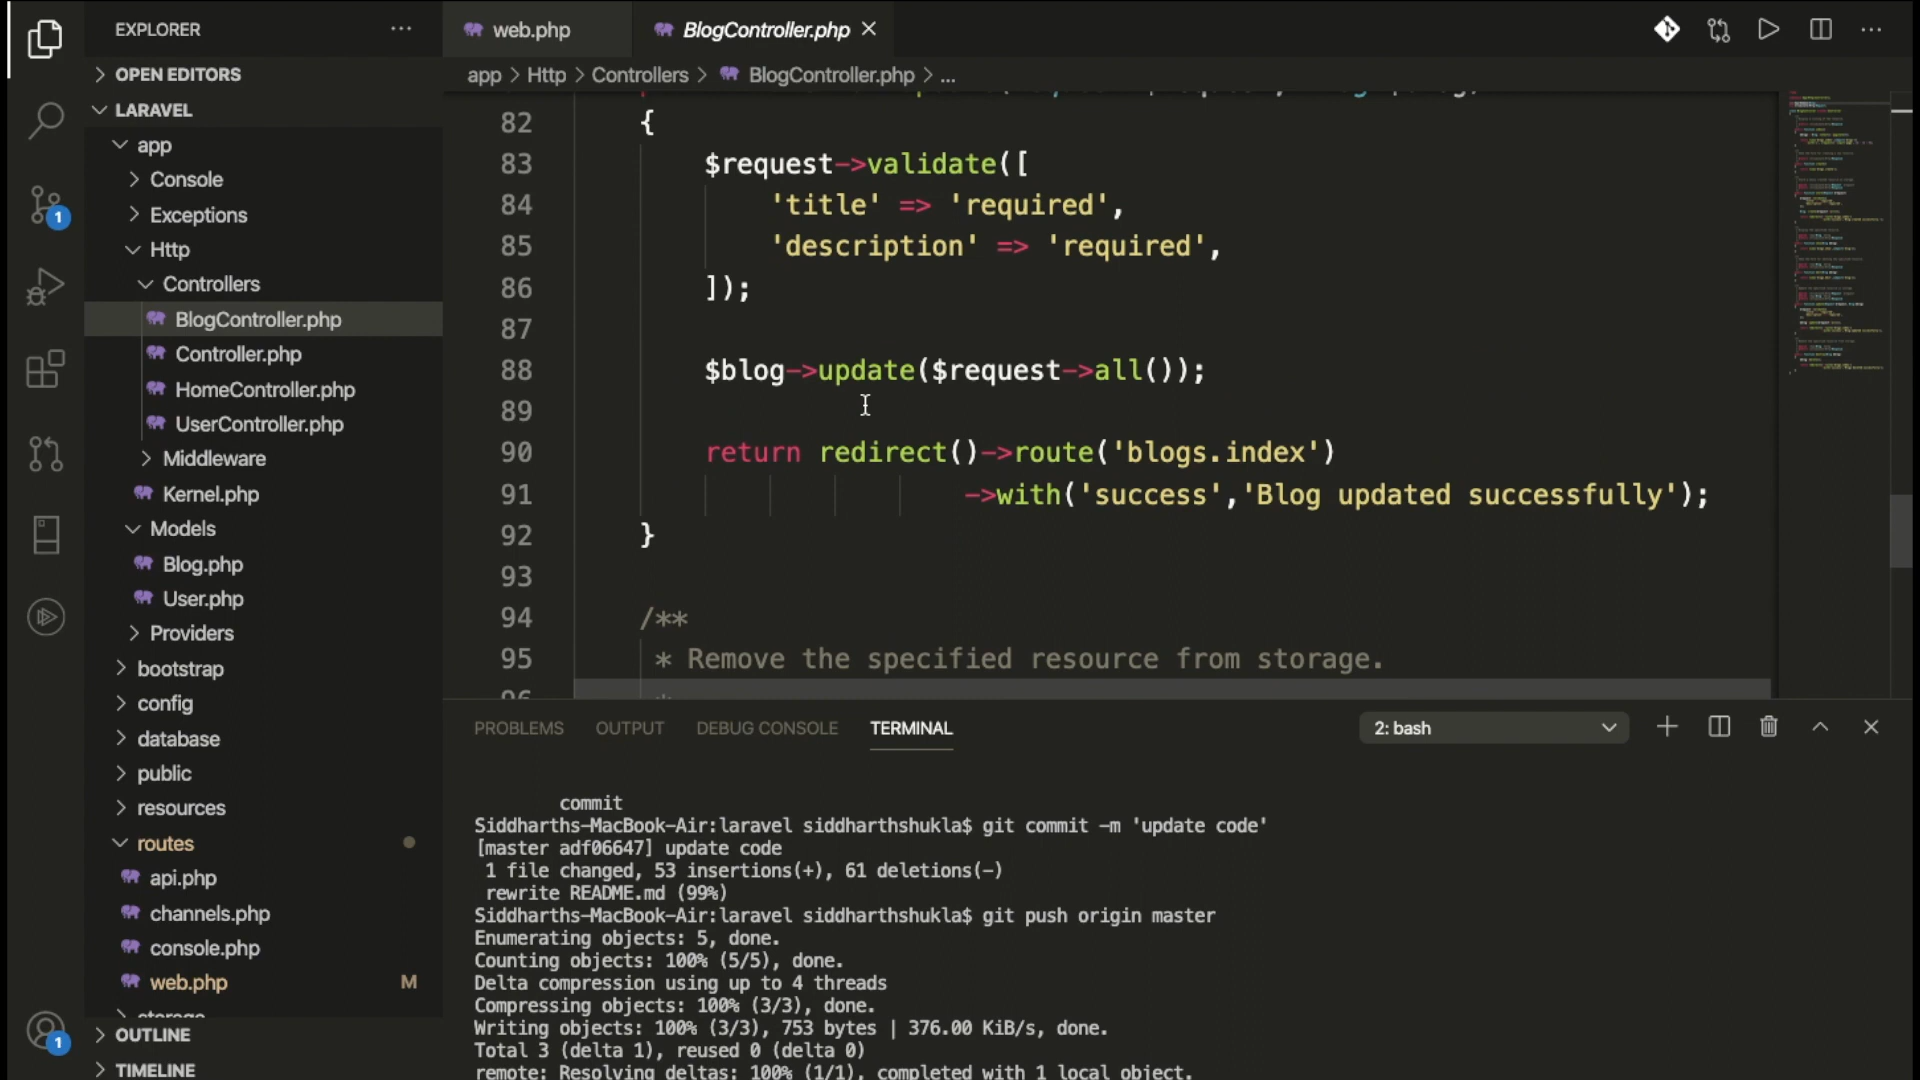 EXPLORER
OPEN EDITORS
LARAVEL
app
Console
Exceptions
Http
Controllers
BlogController.php
Controller.php
HomeController.php
UserController.php
Middleware
Kernel.php
Models
Blog.php
User.php
Providers
bootstrap
config
database
public
resources
routes
api.php
channels.php
console.php
web.php M
OUTLINE
TIMELINE
1
1
web.php BlogController.php
app > Http > Controllers > BlogController.php > ...
82 {
83 $request->validate([
84 'title' => 'required',
85 'description' => 'required',
86 ]);
87
88 $blog->update($request->all());
89
90 return redirect()->route('blogs.index')
91 ->with('success','Blog updated successfully');
92 }
93
94 /**
95 * Remove the specified resource from storage.
96 *
PROBLEMS OUTPUT DEBUG CONSOLE TERMINAL 2: bash
commit
Siddharths-MacBook-Air:laravel siddharthshukla$ git commit -m 'update code'
[master adf06647] update code
1 file changed, 53 insertions(+), 61 deletions(-)
rewrite README.md (99%)
Siddharths-MacBook-Air:laravel siddharthshukla$ git push origin master
Enumerating objects: 5, done.
Counting objects: 100% (5/5), done.
Delta compression using up to 4 threads
Compressing objects: 100% (3/3), done.
Writing objects: 100% (3/3), 753 bytes | 376.00 KiB/s, done.
Total 3 (delta 1), reused 0 (delta 0)
remote: Resolving deltas: 100% (1/1), completed with 1 local object.